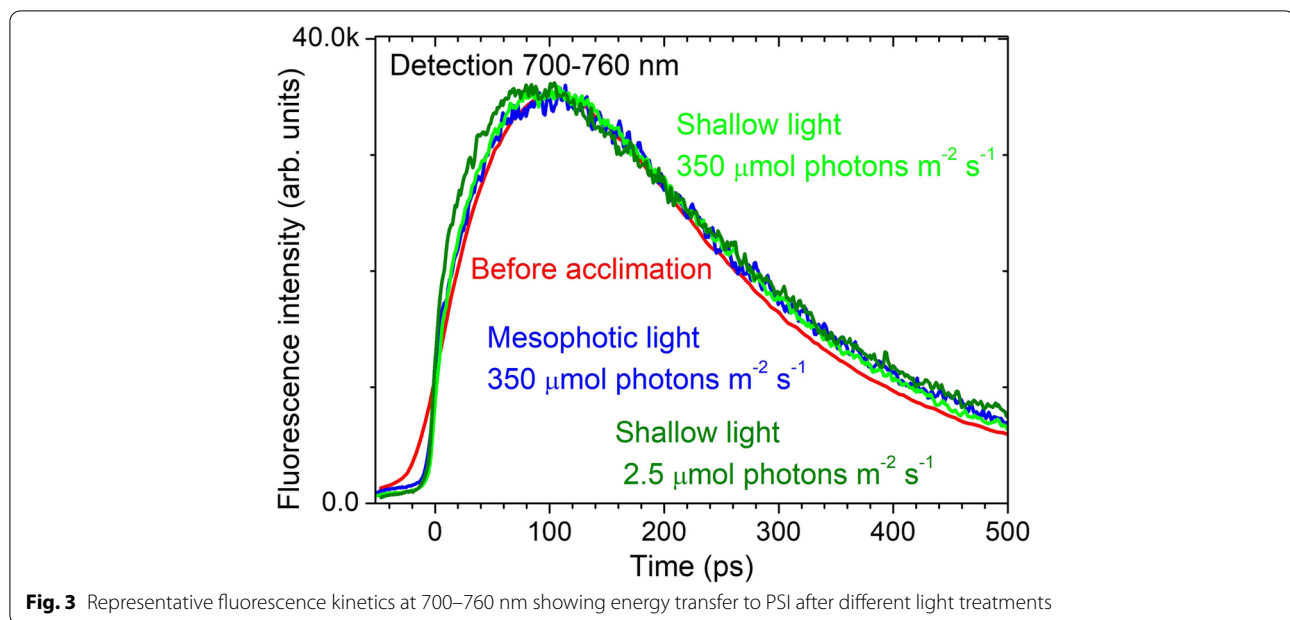 40.0k
Detection 700-760 nm
Shallow light
350 μmol photons m⁻² s⁻¹
Before acclimation
Mesophotic light
350 μmol photons m⁻² s⁻¹
Shallow light
2.5 μmol photons m⁻² s⁻¹
Fluorescence intensity (arb. units)
0.0
0 100 200 300 400 500
Time (ps)
Fig. 3 Representative fluorescence kinetics at 700–760 nm showing energy transfer to PSI after different light treatments